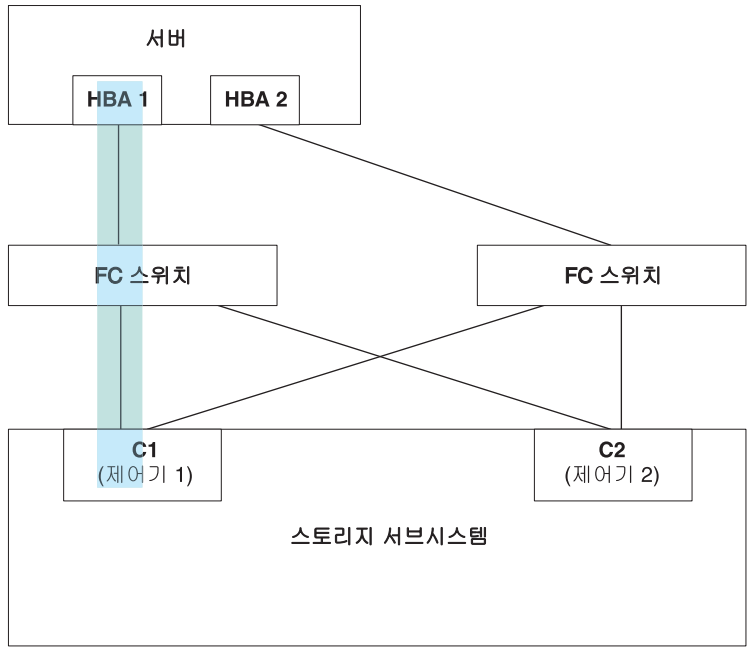 서버
HBA 1
HBA 2
FC 스위치
FC 스위치
C1
(제어기 1)
C2
(제어기 2)
스토리지 서브시스템